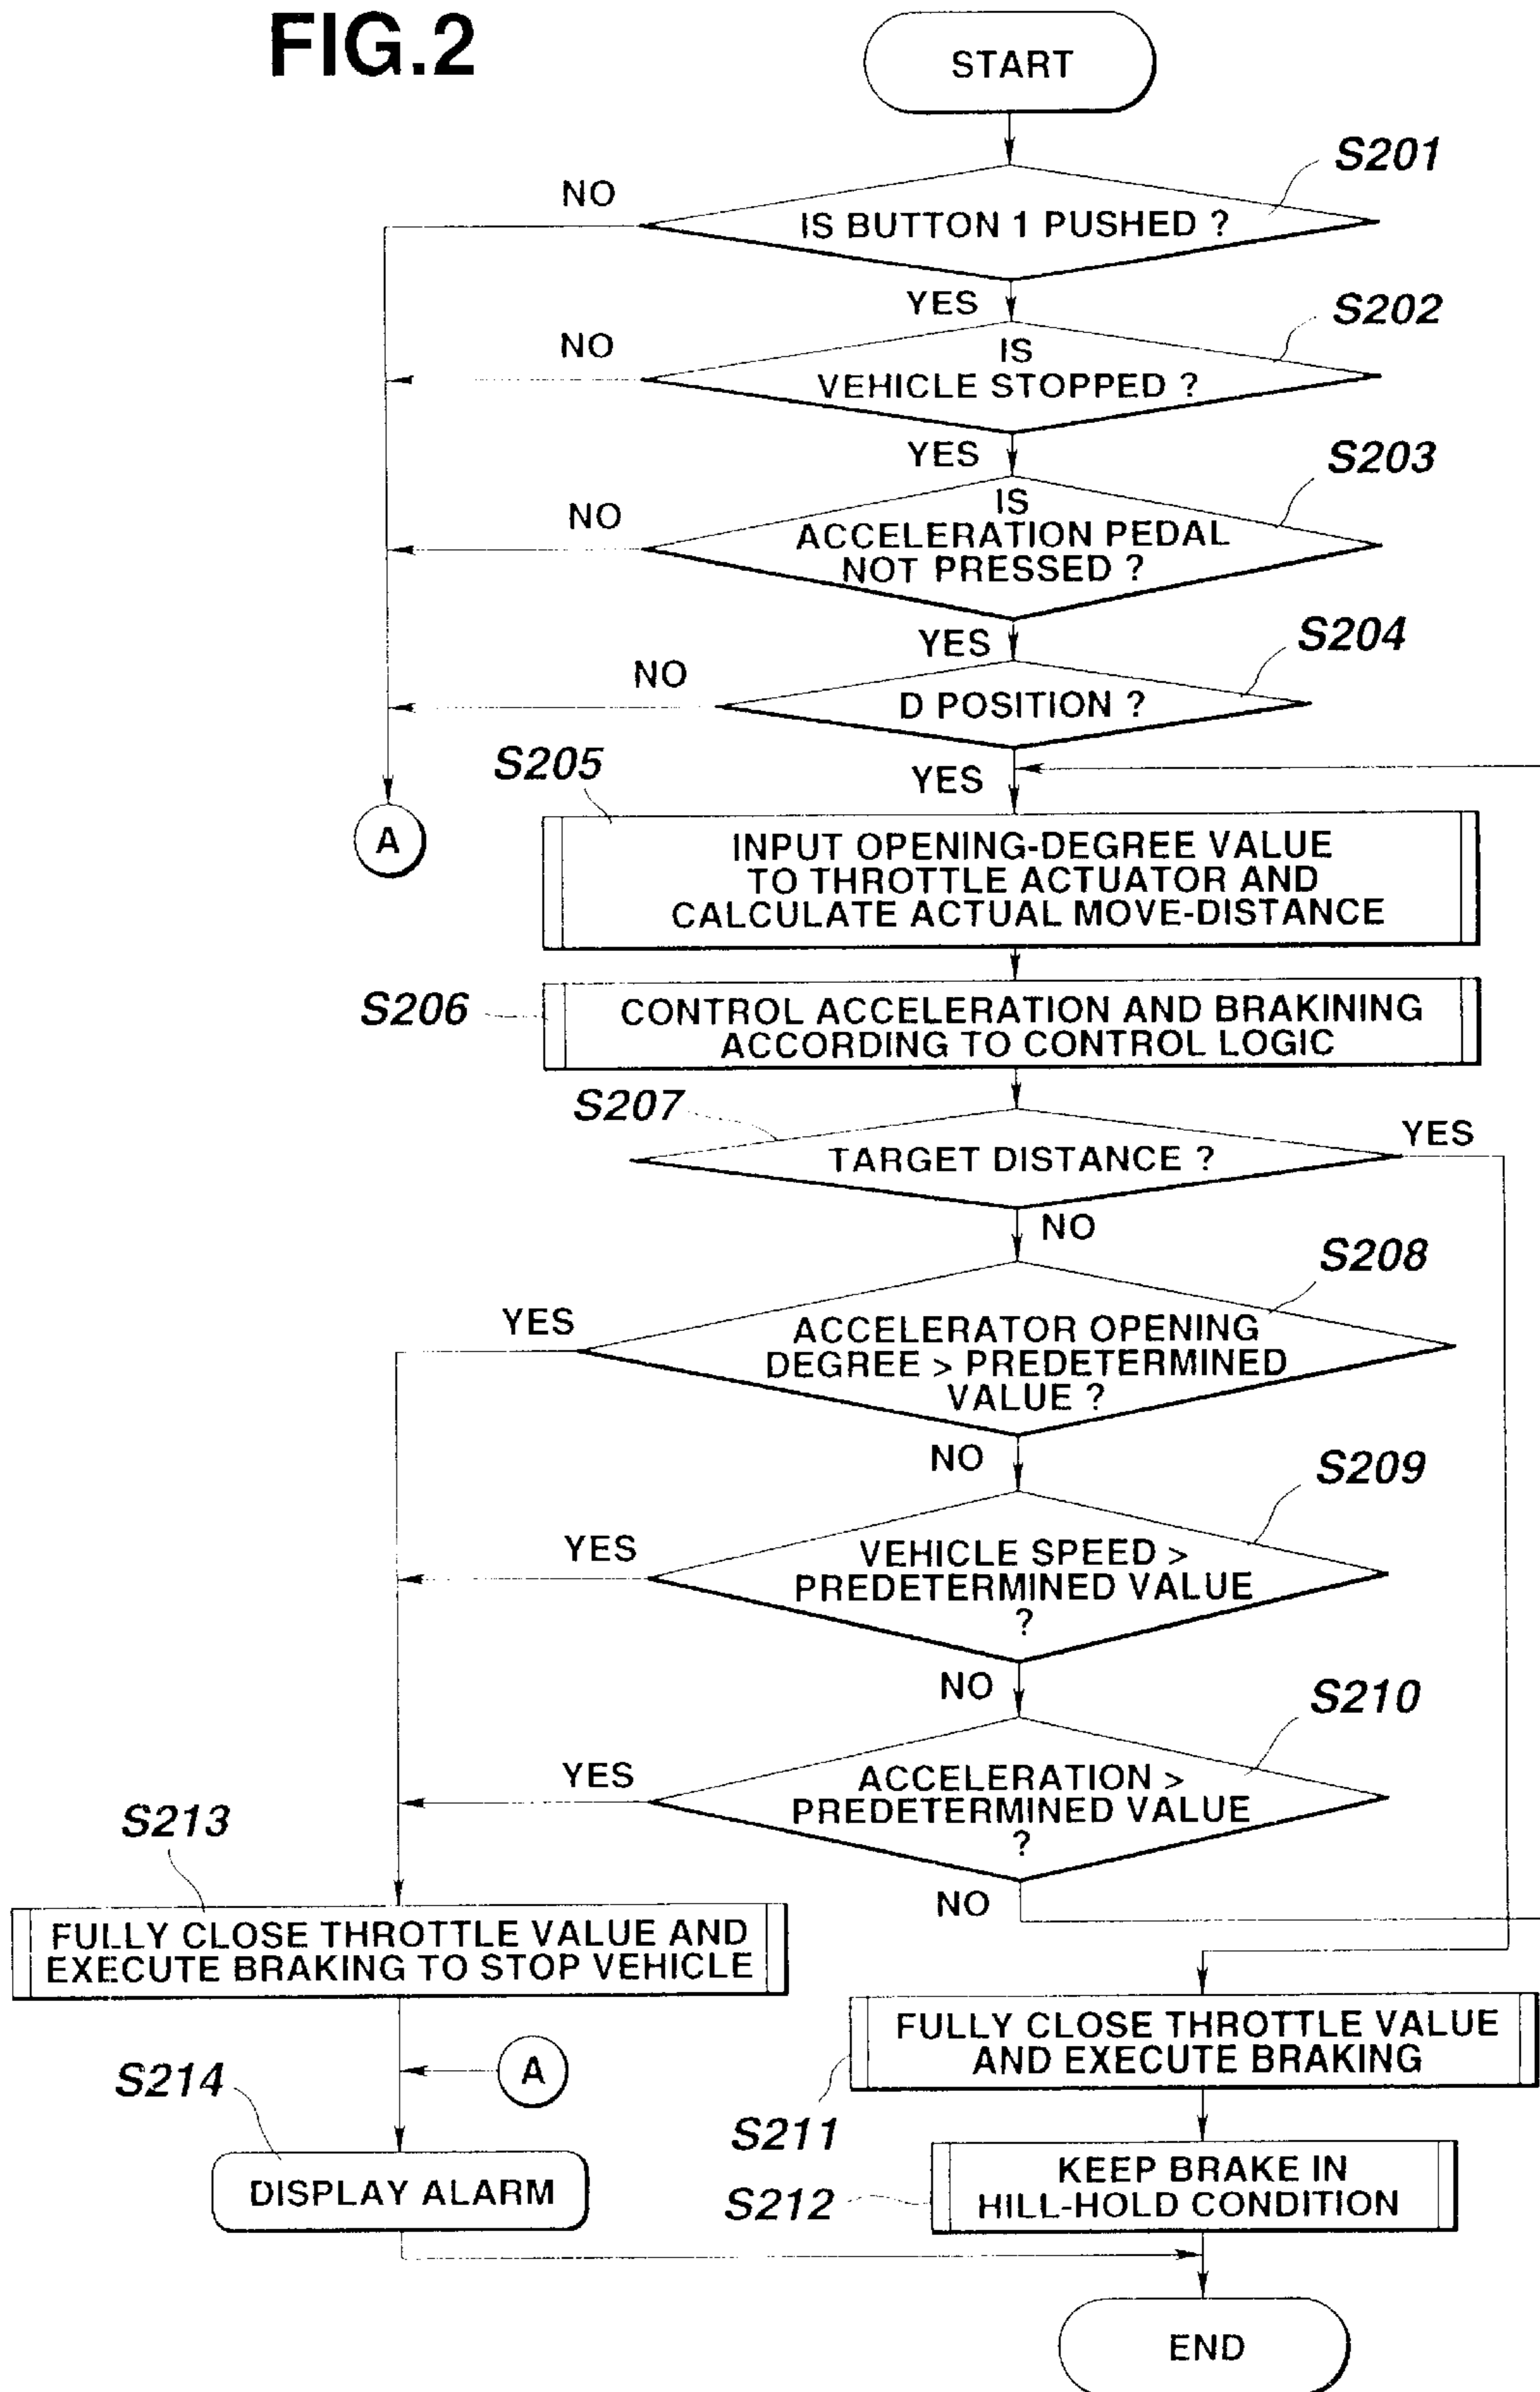 FIG.2
START
S201
NO
IS BUTTON 1 PUSHED ?
YES
S202
NO
IS
VEHICLE STOPPED ?
YES
S203
NO
IS
ACCELERATION PEDAL
NOT PRESSED ?
YES
S204
NO
D POSITION ?
S205
YES
A
INPUT OPENING-DEGREE VALUE
TO THROTTLE ACTUATOR AND
CALCULATE ACTUAL MOVE-DISTANCE
S206
CONTROL ACCELERATION AND BRAKINING
ACCORDING TO CONTROL LOGIC
S207
YES
TARGET DISTANCE ?
NO
S208
YES
ACCELERATOR OPENING
DEGREE > PREDETERMINED
VALUE ?
NO
S209
YES
VEHICLE SPEED >
PREDETERMINED VALUE
?
NO
S210
YES
ACCELERATION >
PREDETERMINED VALUE
?
S213
NO
FULLY CLOSE THROTTLE VALUE AND
EXECUTE BRAKING TO STOP VEHICLE
FULLY CLOSE THROTTLE VALUE
AND EXECUTE BRAKING
A
S214
S211
DISPLAY ALARM
KEEP BRAKE IN
HILL-HOLD CONDITION
S212
END